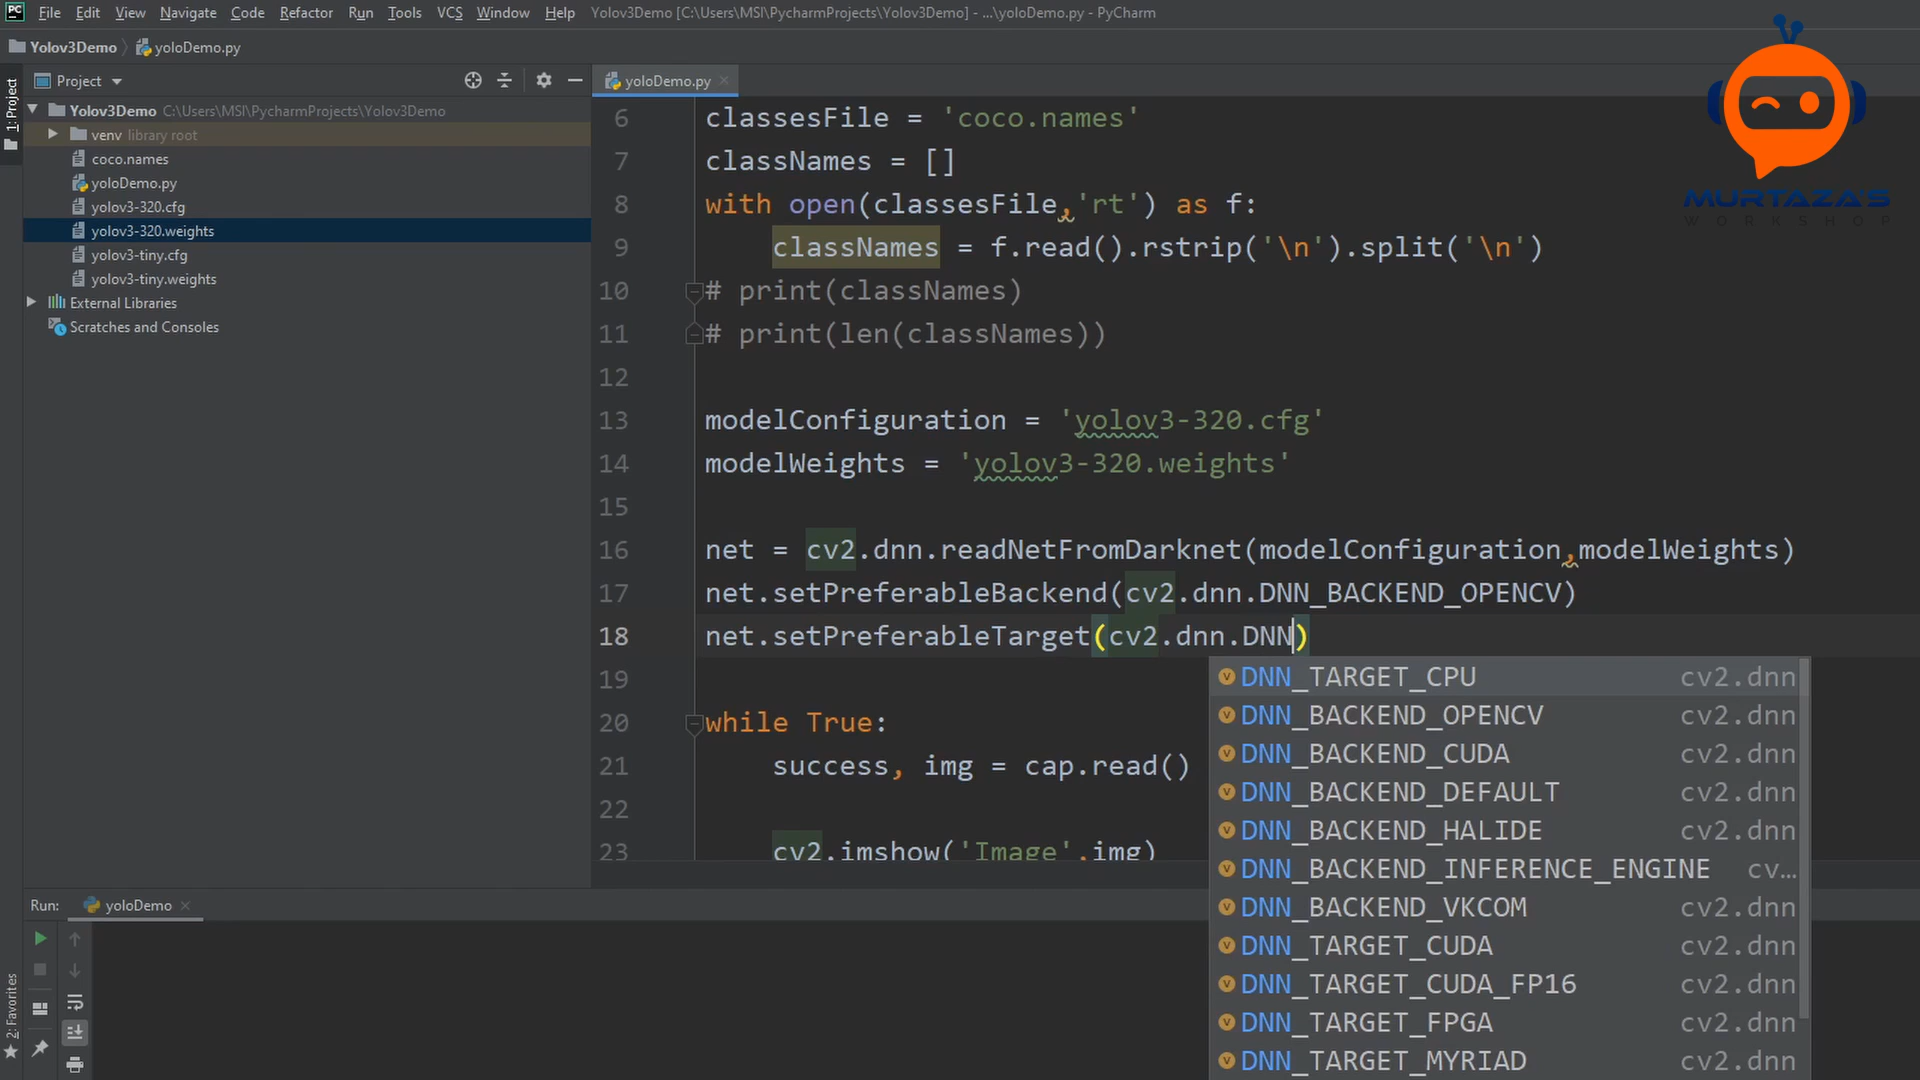 PC File Edit View Navigate Code Refactor Run Tools VCS Window Help Yolov3Demo [C:\Users\MSI\PycharmProjects\Yolov3Demo] - ...\yoloDemo.py - PyCharm
Yolov3Demo yoloDemo.py
1: Project
Project
yoloDemo.py
Yolov3Demo C:\Users\MSI\PycharmProjects\Yolov3Demo
venv library root
coco.names
yoloDemo.py
yolov3-320.cfg
yolov3-320.weights
yolov3-tiny.cfg
yolov3-tiny.weights
External Libraries
Scratches and Consoles
6 classesFile = 'coco.names'
7 classNames = []
8 with open(classesFile,'rt') as f:
9 classNames = f.read().rstrip('\n').split('\n')
10 # print(classNames)
11 # print(len(classNames))
12
13 modelConfiguration = 'yolov3-320.cfg'
14 modelWeights = 'yolov3-320.weights'
15
16 net = cv2.dnn.readNetFromDarknet(modelConfiguration,modelWeights)
17 net.setPreferableBackend(cv2.dnn.DNN_BACKEND_OPENCV)
18 net.setPreferableTarget(cv2.dnn.DNN)
19
20 while True:
21 success, img = cap.read()
22
23 cv2.imshow('Image',img)
DNN_TARGET_CPU cv2.dnn
DNN_BACKEND_OPENCV cv2.dnn
DNN_BACKEND_CUDA cv2.dnn
DNN_BACKEND_DEFAULT cv2.dnn
DNN_BACKEND_HALIDE cv2.dnn
DNN_BACKEND_INFERENCE_ENGINE cv...
DNN_BACKEND_VKCOM cv2.dnn
DNN_TARGET_CUDA cv2.dnn
DNN_TARGET_CUDA_FP16 cv2.dnn
DNN_TARGET_FPGA cv2.dnn
DNN_TARGET_MYRIAD cv2.dnn
MURTAZA'S
WORKSHOP
Run: yoloDemo
2: Favorites